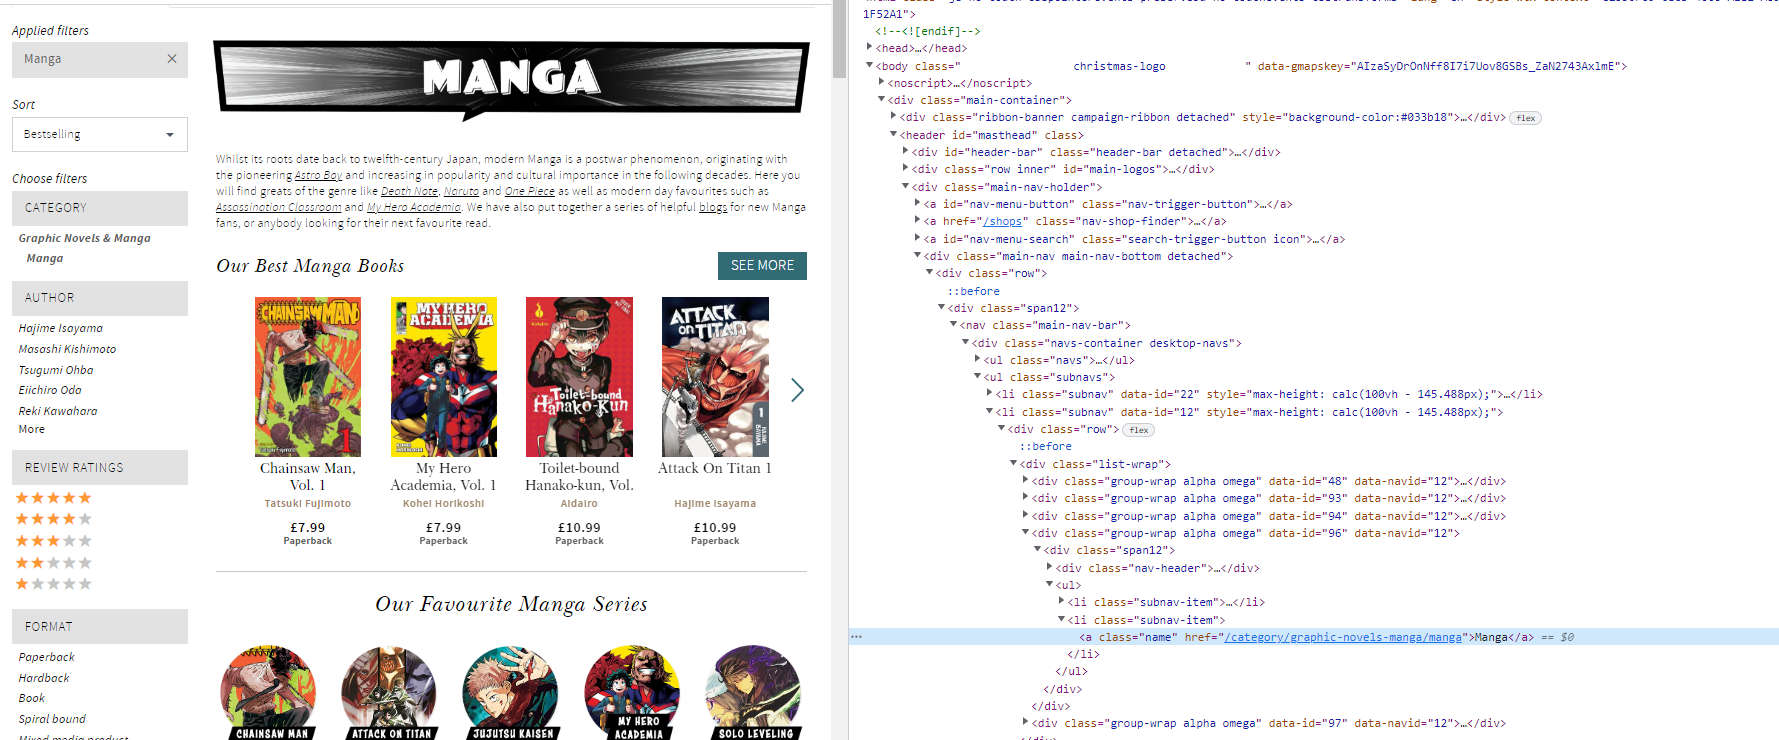 Applied filters
Manga ×
Sort
Bestselling
Choose filters
CATEGORY
Graphic Novels & Manga
Manga
AUTHOR
Hajime Isayama
Masashi Kishimoto
Tsugumi Ohba
Eiichiro Oda
Reki Kawahara
More
REVIEW RATINGS
FORMAT
Paperback
Hardback
Book
Spiral bound
Mixed media product
MANGA
Whilst its roots date back to twelfth-century Japan, modern Manga is a postwar phenomenon, originating with
the pioneering Astro Boy and increasing in popularity and cultural importance in the following decades. Here you
will find greats of the genre like Death Note, Naruto and One Piece as well as modern day favourites such as
Assassination Classroom and My Hero Academia. We have also put together a series of helpful blogs for new Manga
fans, or anybody looking for their next favourite read.
Our Best Manga Books
SEE MORE
CHAINSAW MAN
1
MY HERO
ACADEMIA
Toilet-bound
Hanako-kun
ATTACK
ON TITAN
1
Chainsaw Man,
Vol. 1
Tatsuki Fujimoto
£7.99
Paperback
My Hero
Academia, Vol. 1
Kohei Horikoshi
£7.99
Paperback
Toilet-bound
Hanako-kun, Vol.
AidaIro
£10.99
Paperback
Attack On Titan 1
Hajime Isayama
£10.99
Paperback
Our Favourite Manga Series
CHAINSAW MAN
ATTACK ON TITAN
JUJUTSU KAISEN
MY HERO
ACADEMIA
SOLO LEVELING
1F52A1">
<!--<![endif]-->
<head>…</head>
<body class=" christmas-logo " data-gmapskey="AIzaSyDrOnNff8I7i7Uov8GSBs_ZaN2743AxlmE">
<noscript>…</noscript>
<div class="main-container">
<div class="ribbon-banner campaign-ribbon detached" style="background-color:#033b18">…</div> flex
<header id="masthead" class>
<div id="header-bar" class="header-bar detached">…</div>
<div class="row inner" id="main-logos">…</div>
<div class="main-nav-holder">
<a id="nav-menu-button" class="nav-trigger-button">…</a>
<a href="/shops" class="nav-shop-finder">…</a>
<a id="nav-menu-search" class="search-trigger-button icon">…</a>
<div class="main-nav main-nav-bottom detached">
<div class="row">
::before
<div class="span12">
<nav class="main-nav-bar">
<div class="navs-container desktop-navs">
<ul class="navs">…</ul>
<ul class="subnavs">
<li class="subnav" data-id="22" style="max-height: calc(100vh - 145.488px);">…</li>
<li class="subnav" data-id="12" style="max-height: calc(100vh - 145.488px);">
<div class="row"> flex
::before
<div class="list-wrap">
<div class="group-wrap alpha omega" data-id="48" data-navid="12">…</div>
<div class="group-wrap alpha omega" data-id="93" data-navid="12">…</div>
<div class="group-wrap alpha omega" data-id="94" data-navid="12">…</div>
<div class="group-wrap alpha omega" data-id="96" data-navid="12">
<div class="span12">
<div class="nav-header">…</div>
<ul>
<li class="subnav-item">…</li>
<li class="subnav-item">
<a class="name" href="/category/graphic-novels-manga/manga">Manga</a> == $0
</li>
</ul>
</div>
</div>
<div class="group-wrap alpha omega" data-id="97" data-navid="12">…</div>